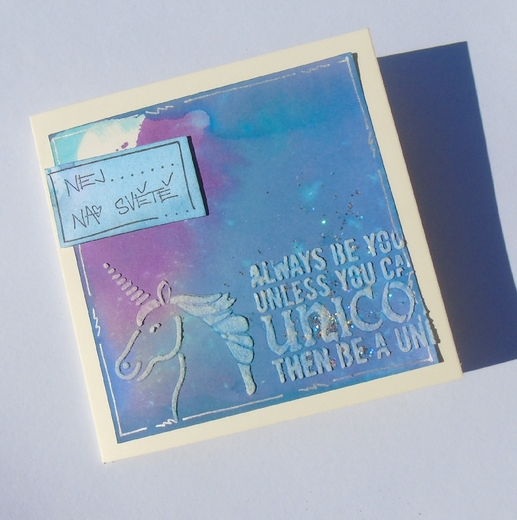 NEJ........
NA♡ SVĚTĚ...
ALWAYS BE YOU
UNLESS YOU CA
UNICO
THEN BE A UNI